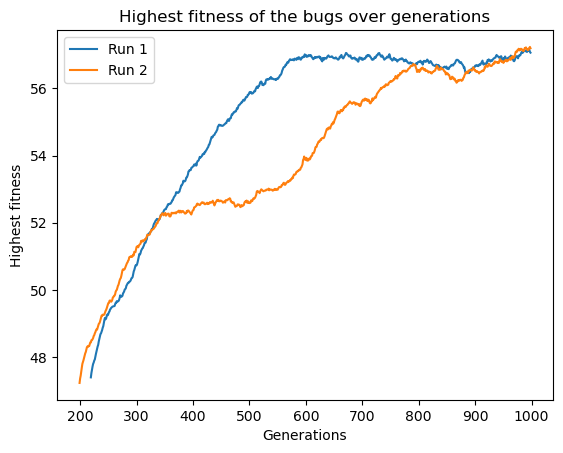 Highest fitness of the bugs over generations
Run 1
Run 2
56
54
52
50
48
Highest fitness
200 300 400 500 600 700 800 900 1000
Generations